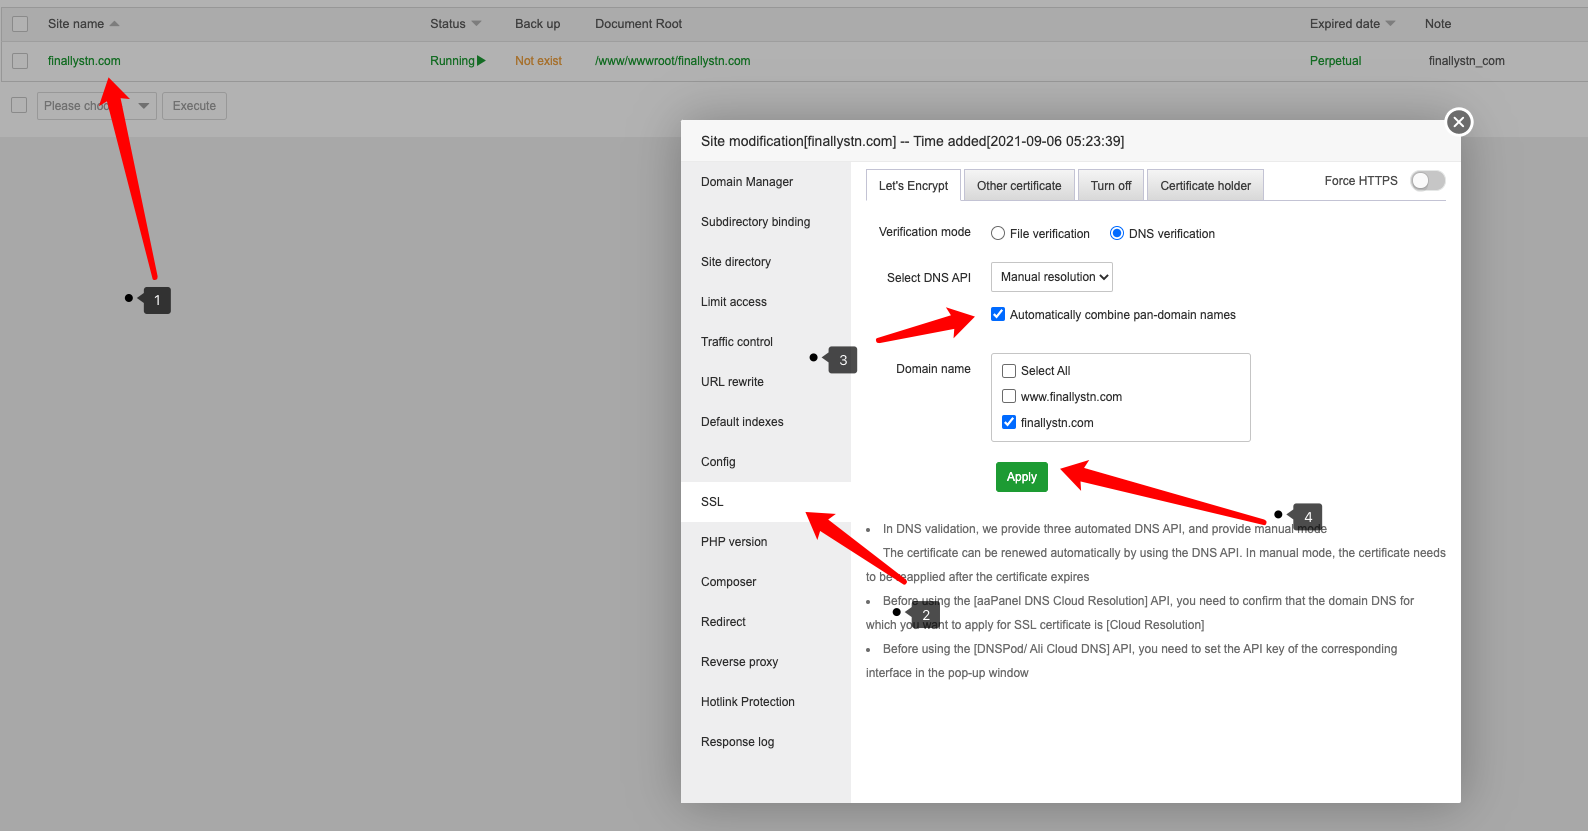 Site name Status Back up Document Root Expired date Note
finallystn.com Running Not exist /www/wwwroot/finallystn.com Perpetual finallystn_com
Please Execute
1
Site modification[finallystn.com] -- Time added[2021-09-06 05:23:39]
Domain Manager
Subdirectory binding
Site directory
Limit access
Traffic control
URL rewrite
Default indexes
Config
SSL
PHP version
Composer
Redirect
Reverse proxy
Hotlink Protection
Response log
Let's Encrypt Other certificate Turn off Certificate holder Force HTTPS
Verification mode File verification DNS verification
Select DNS API Manual resolution
Automatically combine pan-domain names
3
Domain name Select All
www.finallystn.com
finallystn.com
Apply
4
In DNS validation, we provide three automated DNS API, and provide manual mode
The certificate can be renewed automatically by using the DNS API. In manual mode, the certificate needs
to be reapplied after the certificate expires
Before using the [aaPanel DNS Cloud Resolution] API, you need to confirm that the domain DNS for
2
which you want to apply for SSL certificate is [Cloud Resolution]
Before using the [DNSPod/ Ali Cloud DNS] API, you need to set the API key of the corresponding
interface in the pop-up window